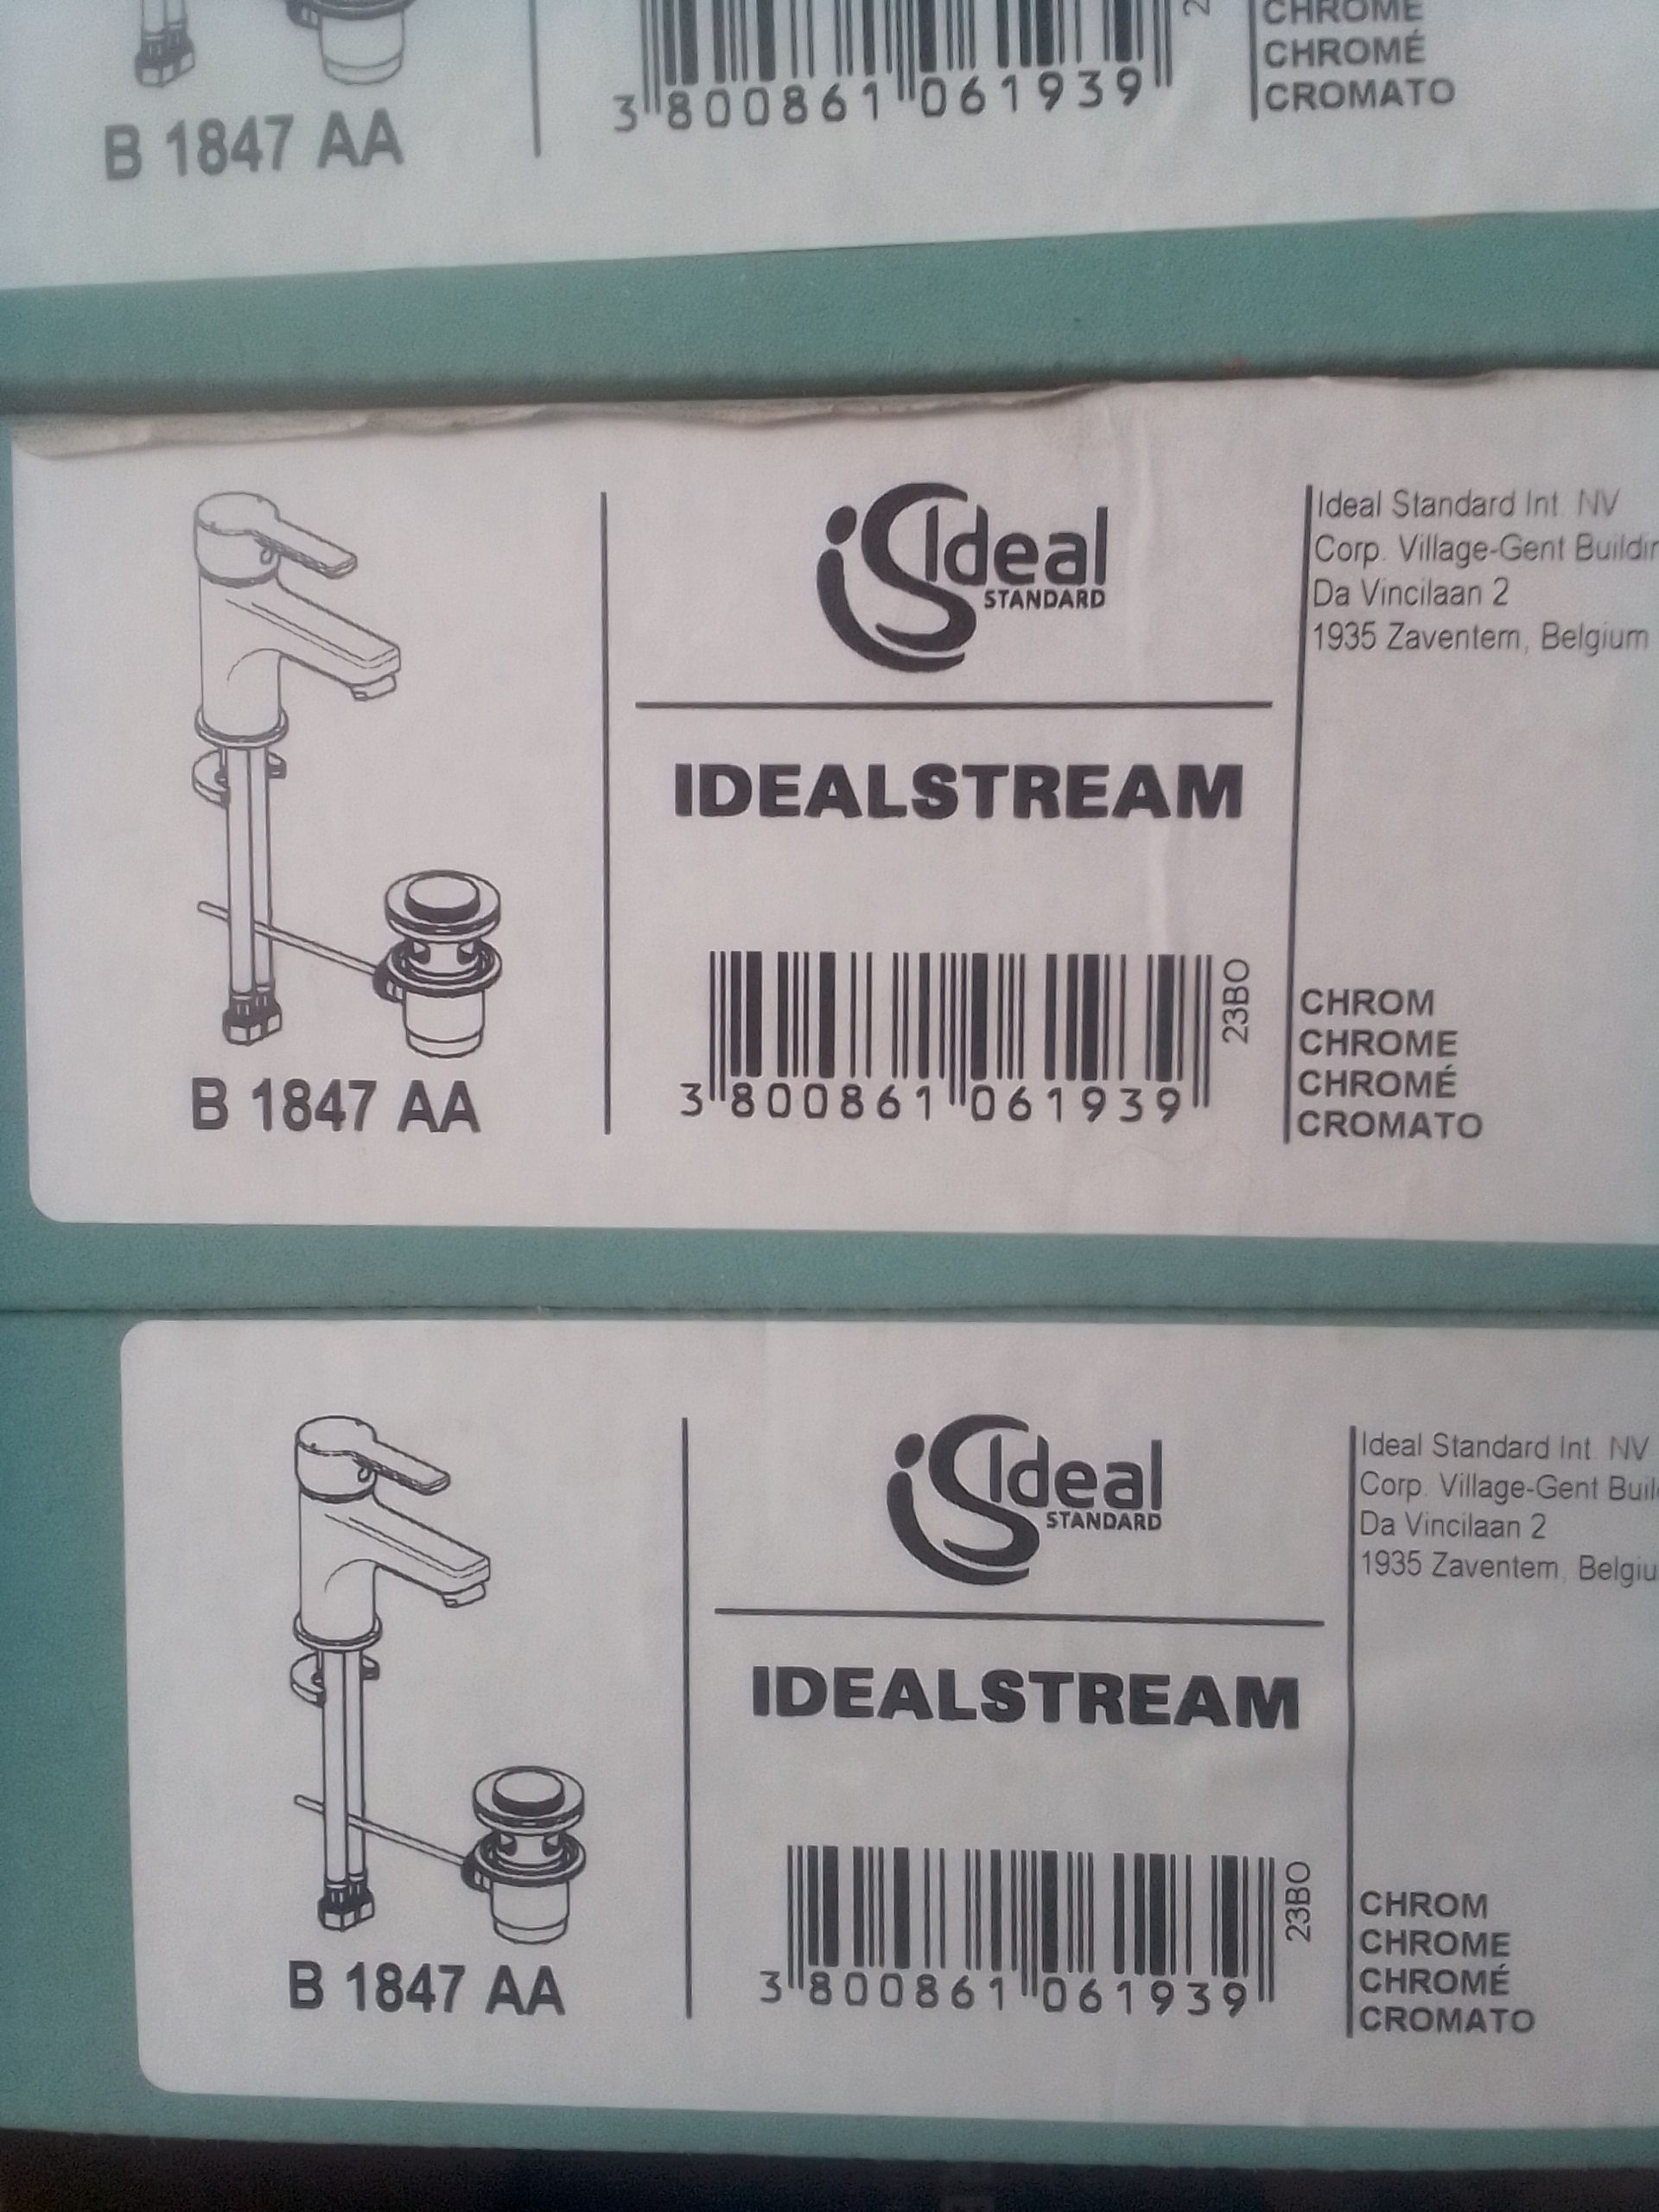 CHROME
CHROMÉ
CROMATO
3 800861 061939
B 1847 AA
iS Ideal
STANDARD
IDEALSTREAM
3 800861 061939
23BO
B 1847 AA
Ideal Standard Int. NV
Corp. Village-Gent
Da Vincilaan 2
1935 Zaventem, Belgium
CHROM
CHROME
CHROMÉ
CROMATO
iS Ideal
STANDARD
IDEALSTREAM
3 800861 061939
23BO
B 1847 AA
Ideal Standard Int. NV
Corp. Village-Gent
Da Vincilaan 2
1935 Zaventem,
CHROM
CHROME
CHROMÉ
CROMATO